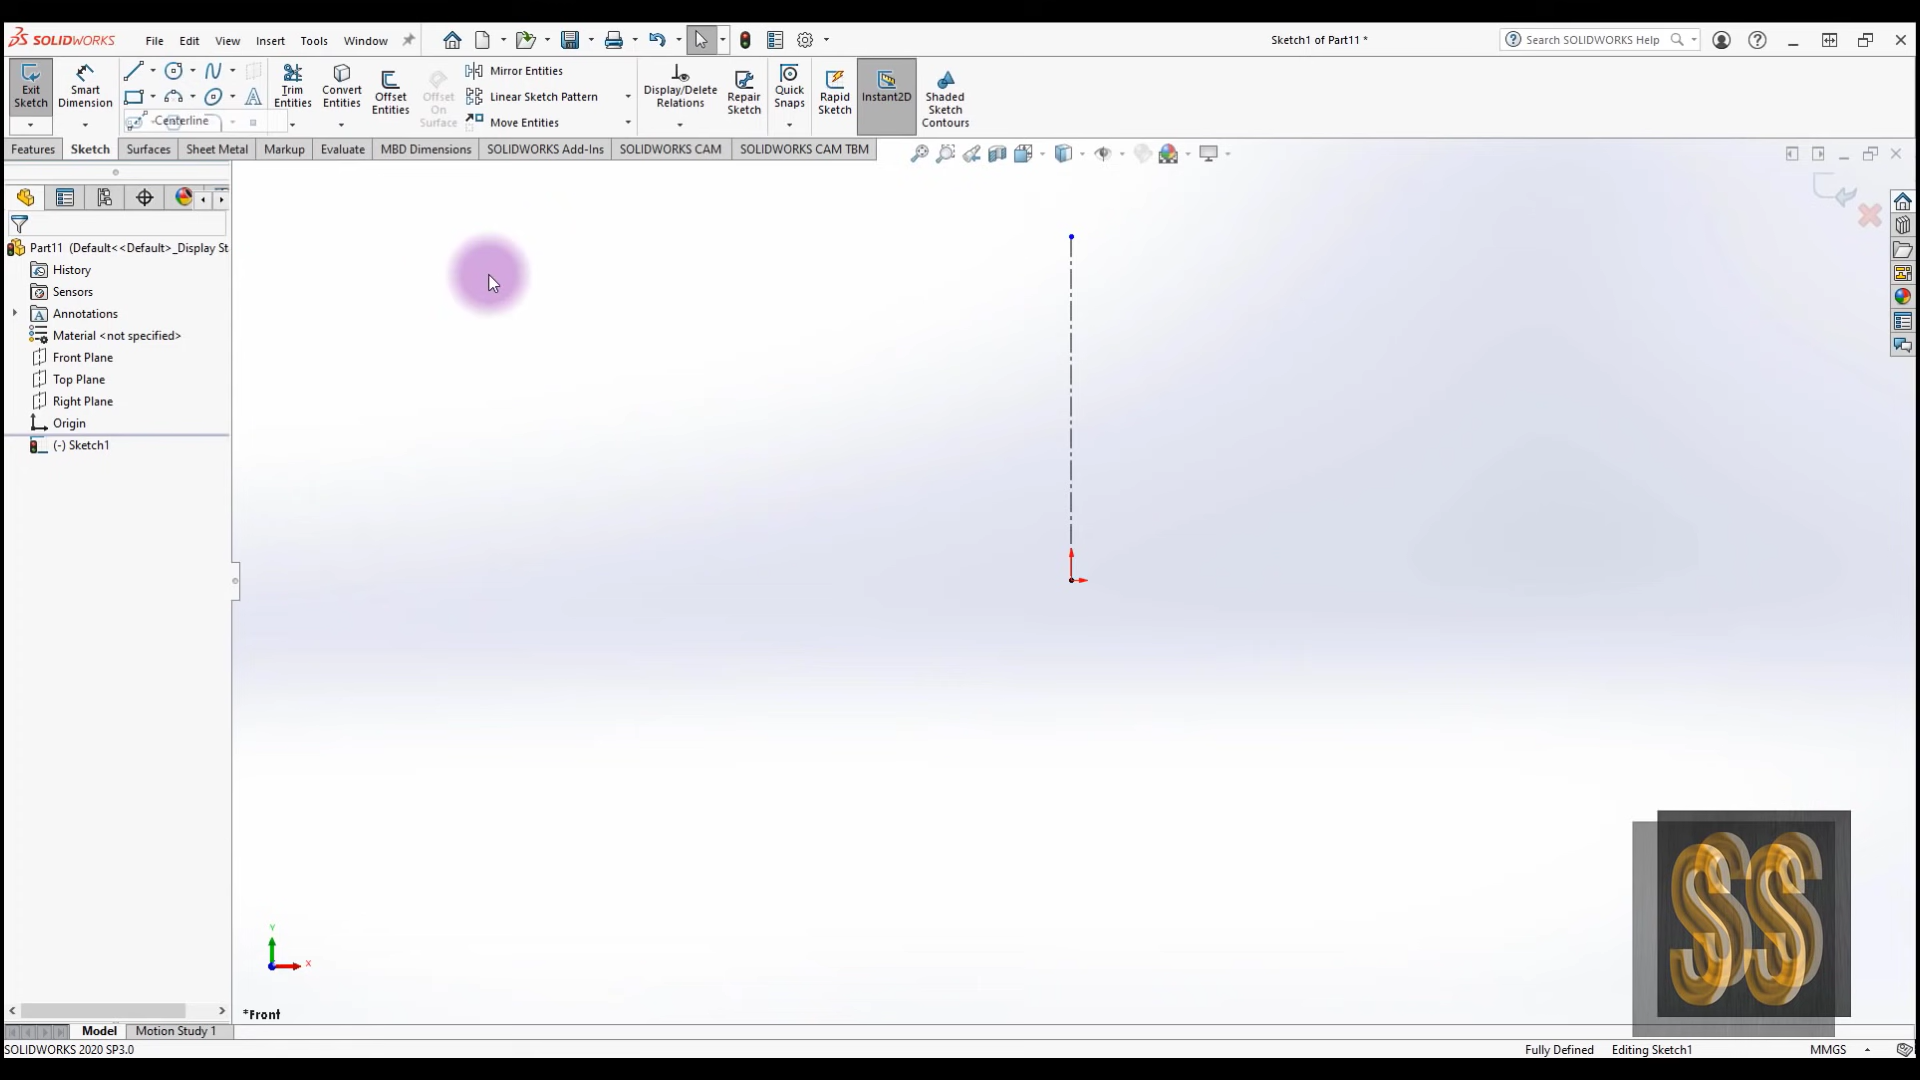 SOLIDWORKS File Edit View Insert Tools Window
Sketch1 of Part11 *
Search SOLIDWORKS Help
Exit Sketch
Smart Dimension
Centerline
Trim Entities
Convert Entities
Offset Entities
Offset On Surface
Mirror Entities
Linear Sketch Pattern
Move Entities
Display/Delete Relations
Repair Sketch
Quick Snaps
Rapid Sketch
Instant2D
Shaded Sketch Contours
Features Sketch Surfaces Sheet Metal Markup Evaluate MBD Dimensions SOLIDWORKS Add-Ins SOLIDWORKS CAM SOLIDWORKS CAM TBM
Part11 (Default<<Default>_Display St
History
Sensors
Annotations
Material <not specified>
Front Plane
Top Plane
Right Plane
Origin
(-) Sketch1
Y
X
*Front
SS
Model Motion Study 1
SOLIDWORKS 2020 SP3.0
Fully Defined Editing Sketch1 MMGS